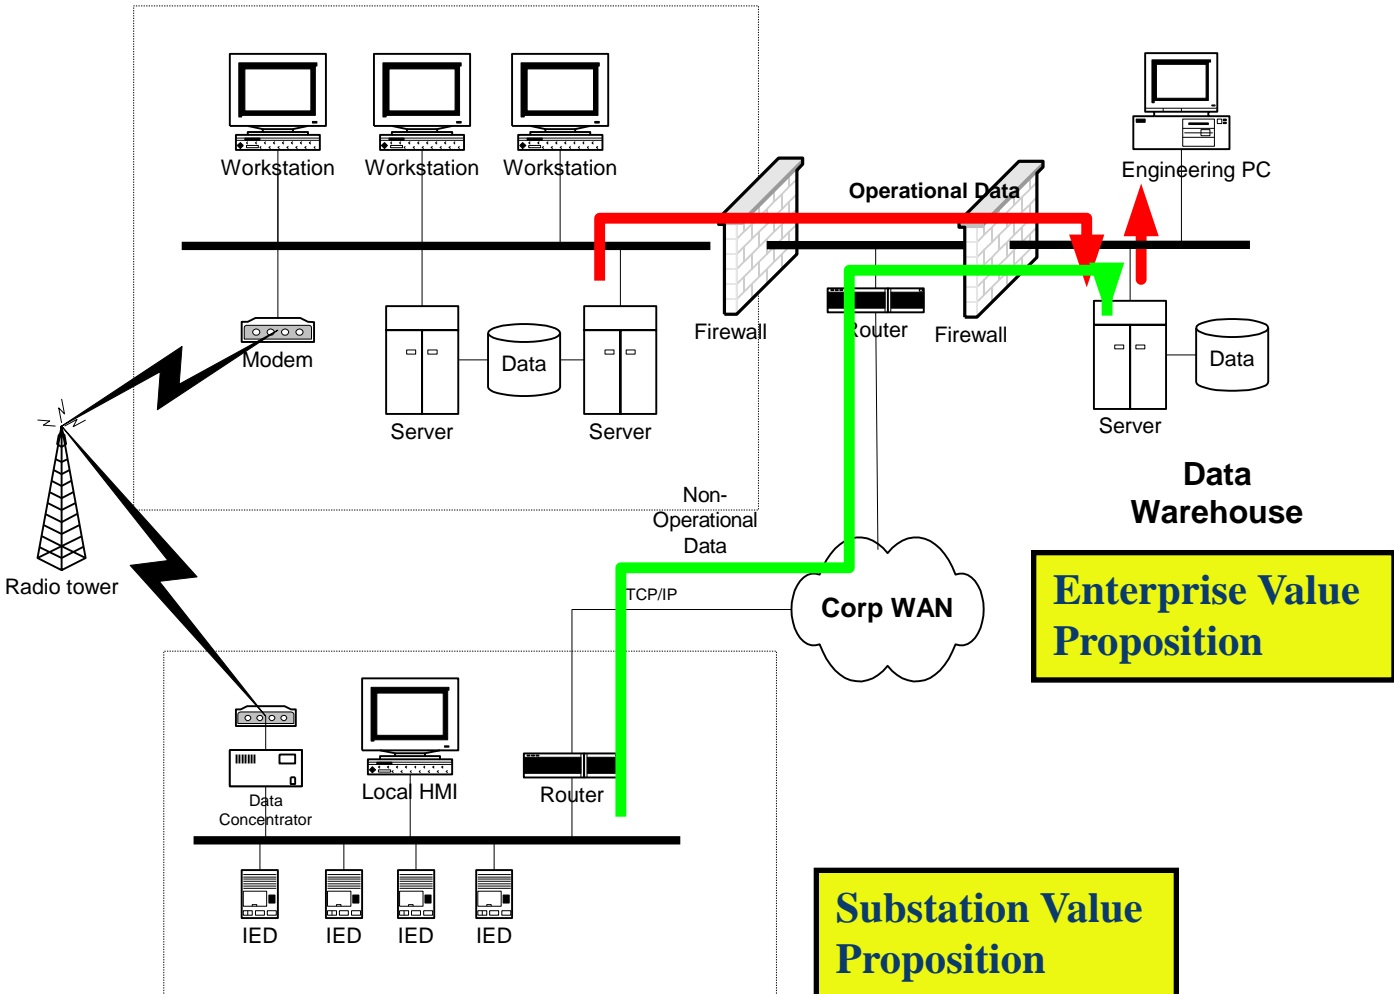 Workstation
Workstation
Workstation
Engineering PC
Operational Data
Firewall
Router
Firewall
Modem
Data
Data
Server
Server
Server
Data
Warehouse
Non-
Operational
Data
Radio tower
TCP/IP
Corp WAN
Enterprise Value
Proposition
Local HMI
Router
Data
Concentrator
IED
IED
IED
IED
Substation Value
Proposition